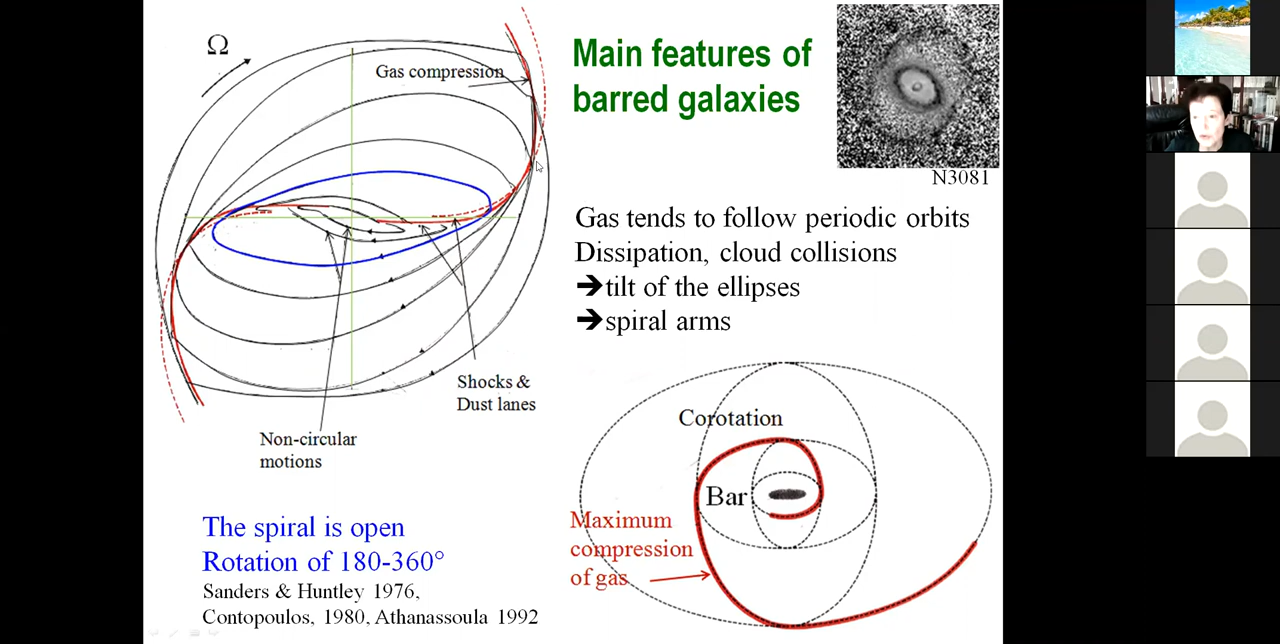 Ω
Gas compression
Shocks &
Dust lanes
Non-circular
motions
The spiral is open
Rotation of 180-360°
Sanders & Huntley 1976,
Contopoulos, 1980, Athanassoula 1992
Main features of
barred galaxies
N3081
Gas tends to follow periodic orbits
Dissipation, cloud collisions
➔tilt of the ellipses
➔spiral arms
Corotation
Bar
Maximum
compression
of gas